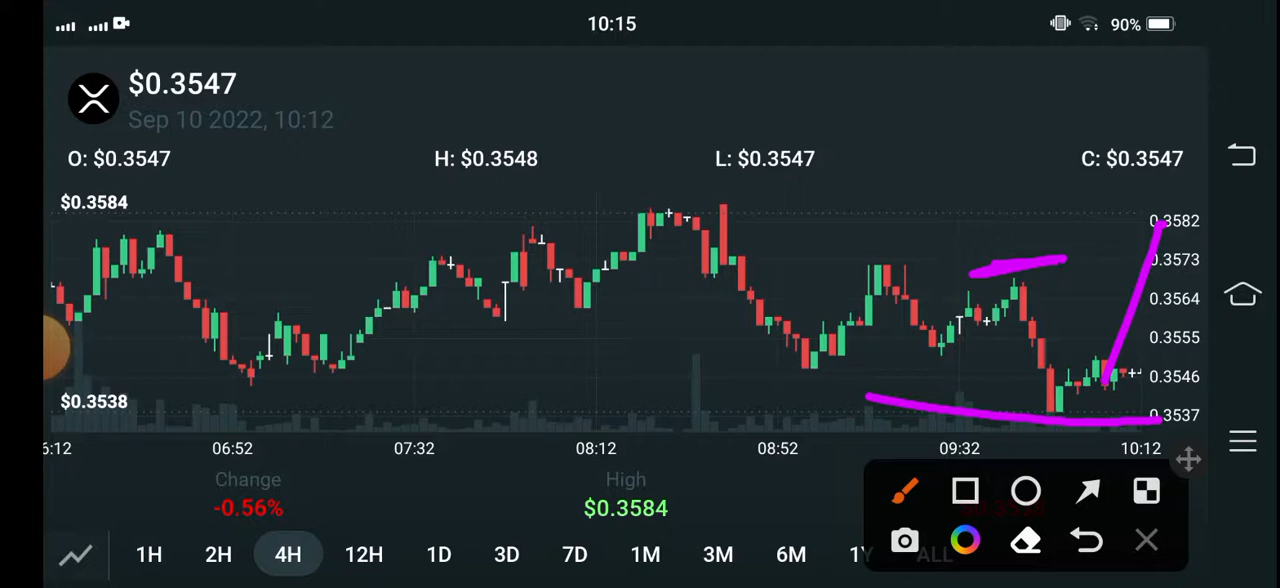 10:15
90%
$0.3547
Sep 10 2022, 10:12
O: $0.3547 H: $0.3548 L: $0.3547 C: $0.3547
$0.3584
0.3582
0.3573
0.3564
0.3555
0.3546
$0.3538
0.3537
6:12 06:52 07:32 08:12 08:52 09:32 10:12
Change High
-0.56% $0.3584
1H 2H 4H 12H 1D 3D 7D 1M 3M 6M 1Y ALL